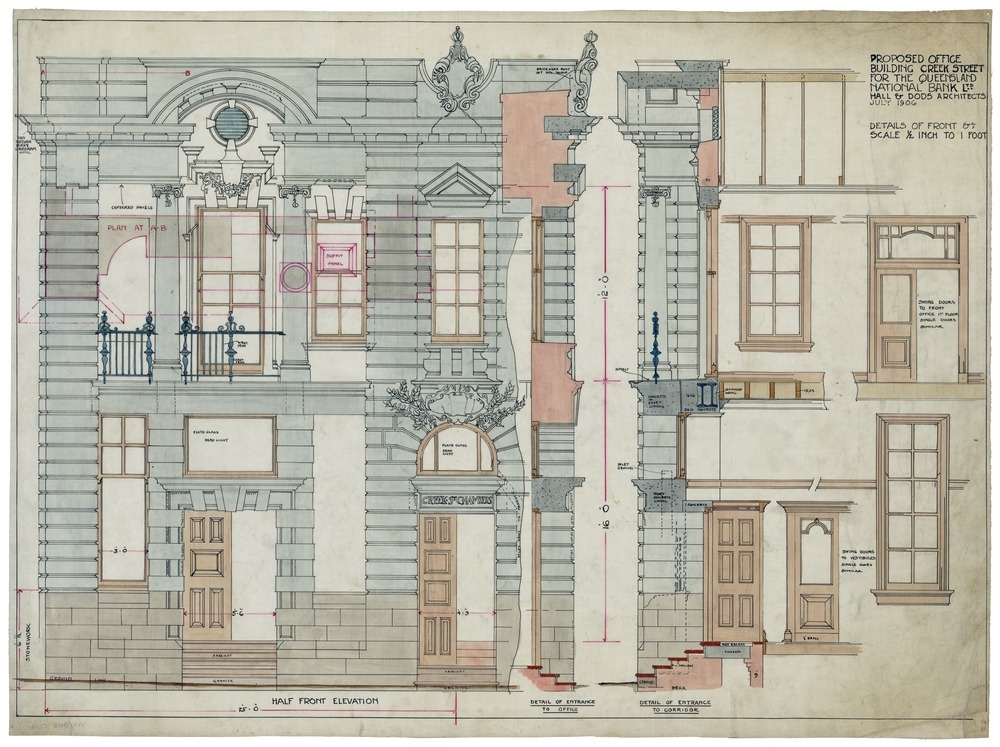 PROPOSED OFFICE
BUILDING CREEK STREET
FOR THE QUEENSLAND
NATIONAL BANK LTD
HALL & DODS ARCHITECTS
JULY 1906
DETAILS OF FRONT &c
SCALE ½ INCH TO 1 FOOT
COFFERED PANELS
PLAN AT A-B
SOFFIT
PANEL
12.0
SWING DOORS
TO FRONT
OFFICE 1ST FLOOR
SINGLE DOORS
SIMILAR
PLATE GLASS
DEAD LIGHT
PLATE GLASS
DEAD
LIGHT
CREEK ST CHAMBERS
INLET
GRATING
16.0
SWING DOORS
TO VESTIBULES
SINGLE DOORS
SIMILAR
3.0
5.6
4.3
STONEWORK
GROUND LINE
GRANITE
BRICK
HALF FRONT ELEVATION
25.0
DETAIL OF ENTRANCE
TO OFFICE
DETAIL OF ENTRANCE
TO CORRIDOR